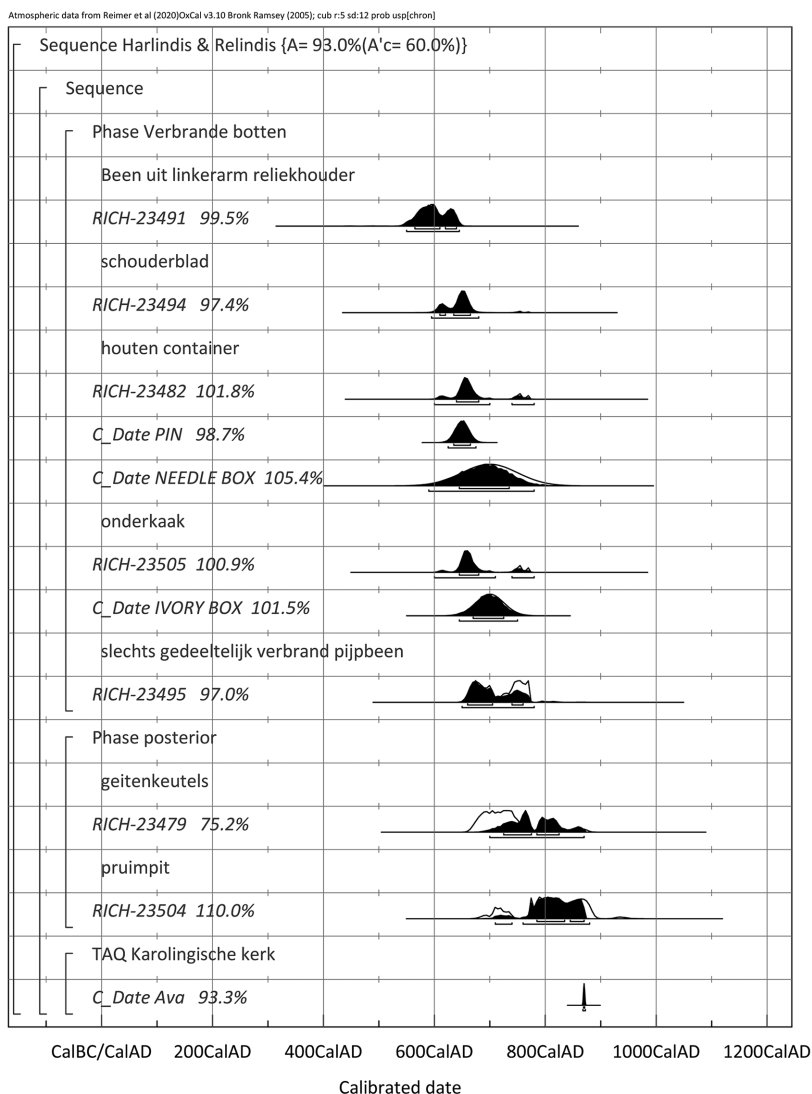 Atmospheric data from Reimer et al (2020)OxCal v3.10 Bronk Ramsey (2005); cub r:5 sd:12 prob usp[chron]
Sequence Harlindis & Relindis {A= 93.0%(A'c= 60.0%)}
Sequence
Phase Verbrande botten
Been uit linkerarm reliekhouder
RICH-23491 99.5%
schouderblad
RICH-23494 97.4%
houten container
RICH-23482 101.8%
C_Date PIN 98.7%
C_Date NEEDLE BOX 105.4%
onderkaak
RICH-23505 100.9%
C_Date IVORY BOX 101.5%
slechts gedeeltelijk verbrand pijpbeen
RICH-23495 97.0%
Phase posterior
geitenkeutels
RICH-23479 75.2%
pruimpit
RICH-23504 110.0%
TAQ Karolingische kerk
C_Date Ava 93.3%
CalBC/CalAD 200CalAD 400CalAD 600CalAD 800CalAD 1000CalAD 1200CalAD
Calibrated date